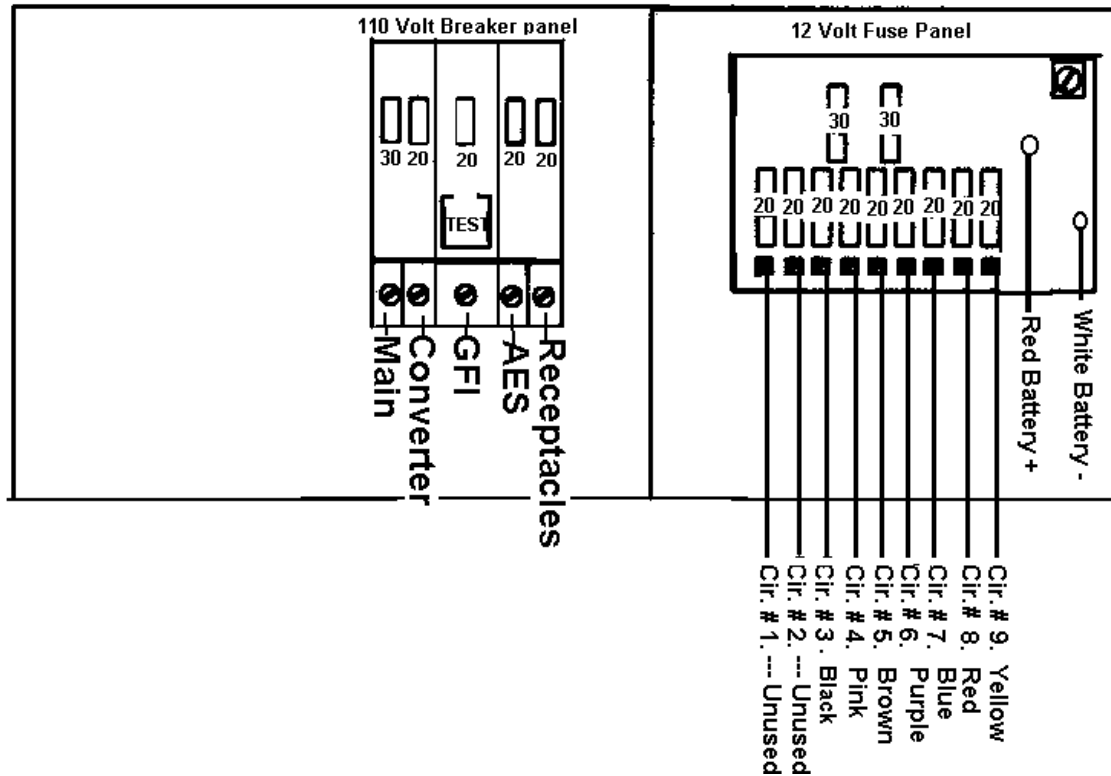 110 Volt Breaker panel
30
20
20
20
20
TEST
Main
Converter
GFI
AES
Receptacles
12 Volt Fuse Panel
30
30
20
20
20
20
20
20
20
20
20
Red Battery +
White Battery -
Cir. # 1. --- Unused
Cir. # 2. --- Unused
Cir. # 3 . Black
Cir. # 4. Pink
Cir. # 5. Brown
Cir. # 6. Purple
Cir. # 7. Blue
Cir.# 8. Red
Cir.# 9. Yellow